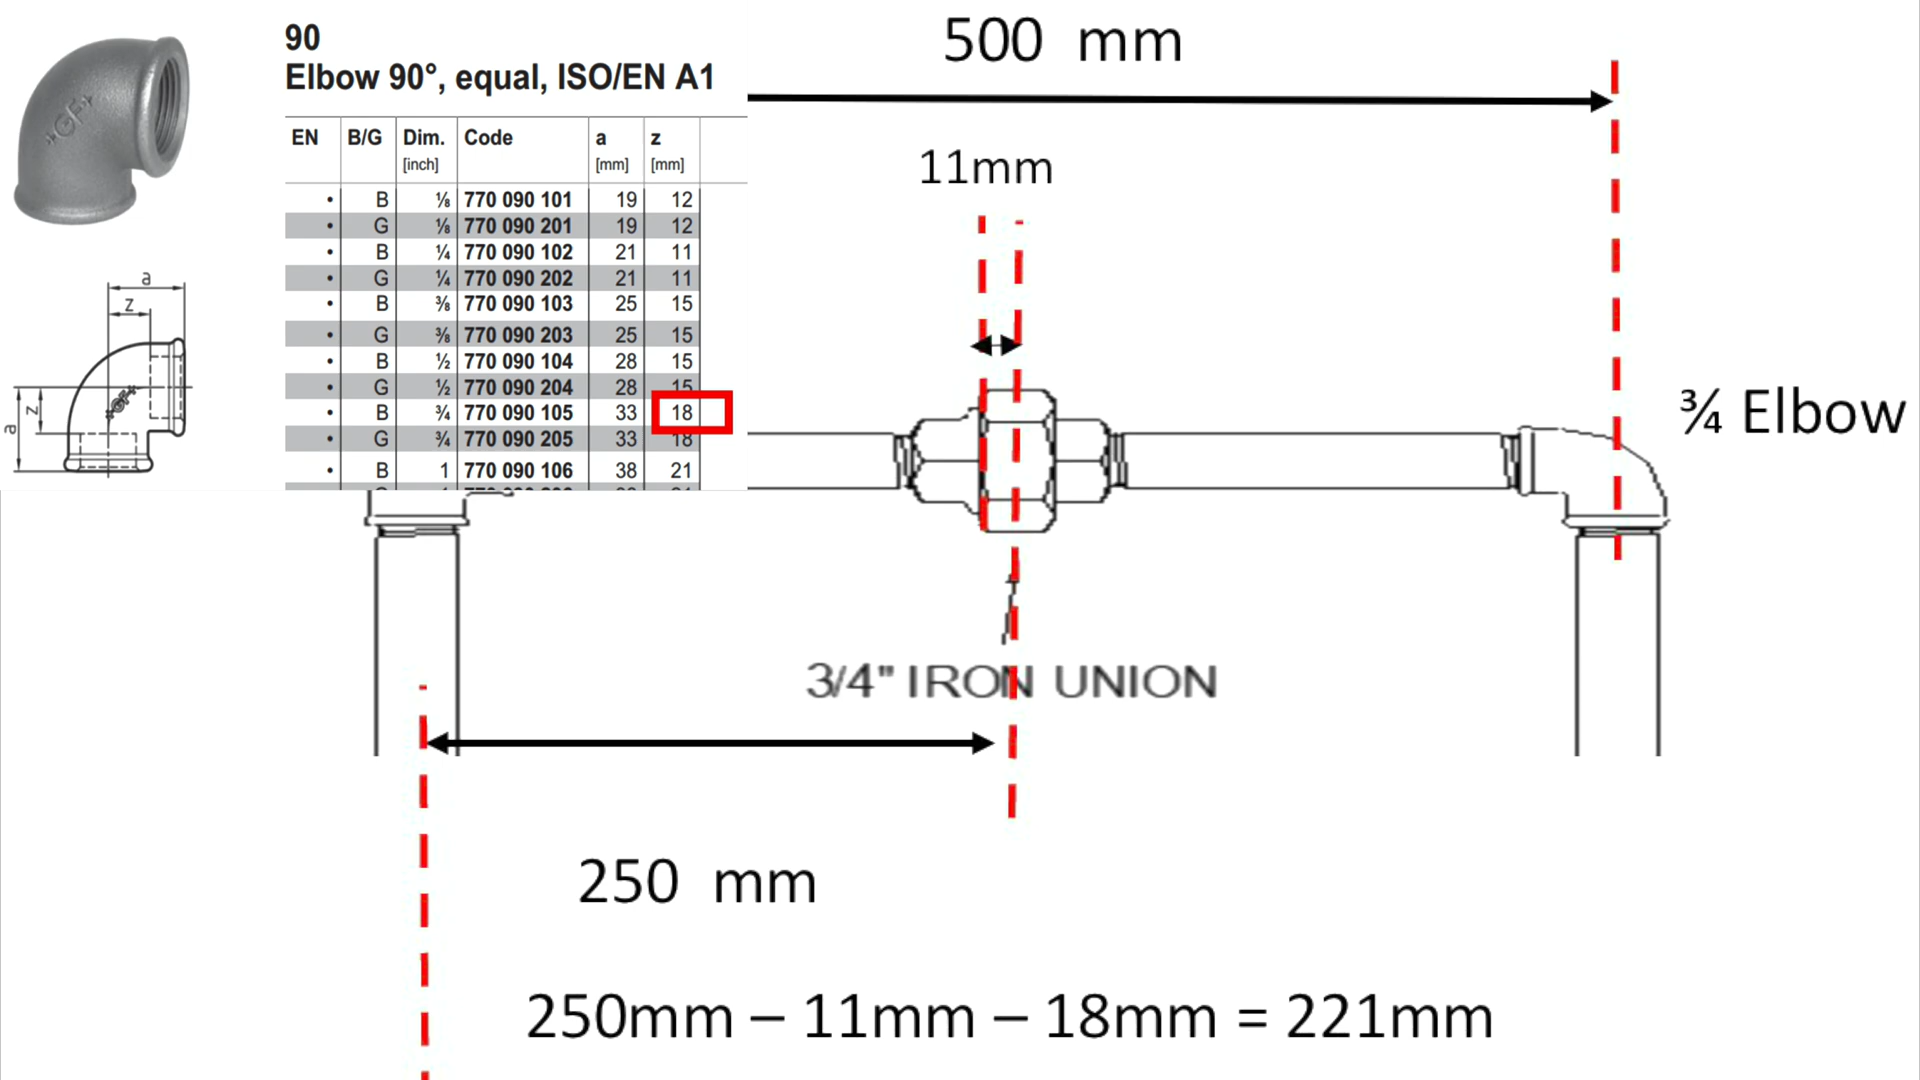 90
Elbow 90°, equal, ISO/EN A1
EN B/G Dim. Code a z
[inch] [mm] [mm]
• B ⅛ 770 090 101 19 12
• G ⅛ 770 090 201 19 12
• B ¼ 770 090 102 21 11
• G ¼ 770 090 202 21 11
• B ⅜ 770 090 103 25 15
• G ⅜ 770 090 203 25 15
• B ½ 770 090 104 28 15
• G ½ 770 090 204 28 15
• B ¾ 770 090 105 33 18
• G ¾ 770 090 205 33 18
• B 1 770 090 106 38 21
+GF+
a
z
z
a
+GF+
500 mm
11mm
¾ Elbow
3/4" IRON UNION
250 mm
250mm – 11mm – 18mm = 221mm